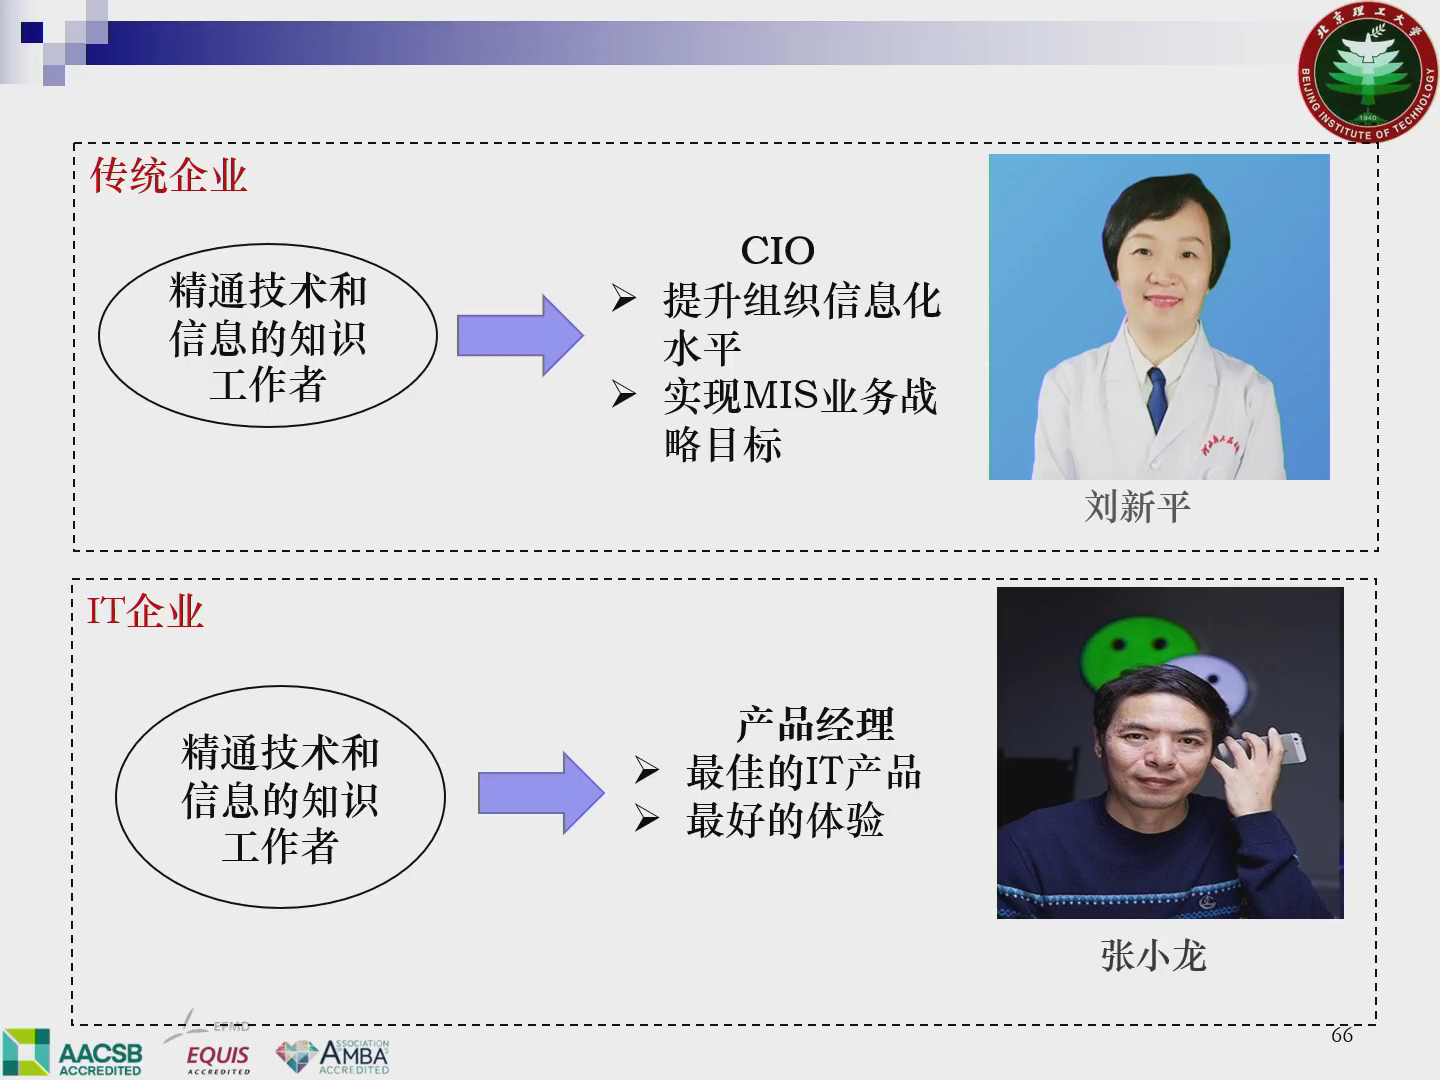 北京理工大学
BEIJING INSTITUTE OF TECHNOLOGY
1940
传统企业
精通技术和
信息的知识
工作者
CIO
➢ 提升组织信息化
水平
➢ 实现MIS业务战
略目标
刘新平
IT企业
精通技术和
信息的知识
工作者
产品经理
➢ 最佳的IT产品
➢ 最好的体验
张小龙
66
AACSB
ACCREDITED
EFMD
EQUIS
ACCREDITED
ASSOCIATION
AMBA
ACCREDITED